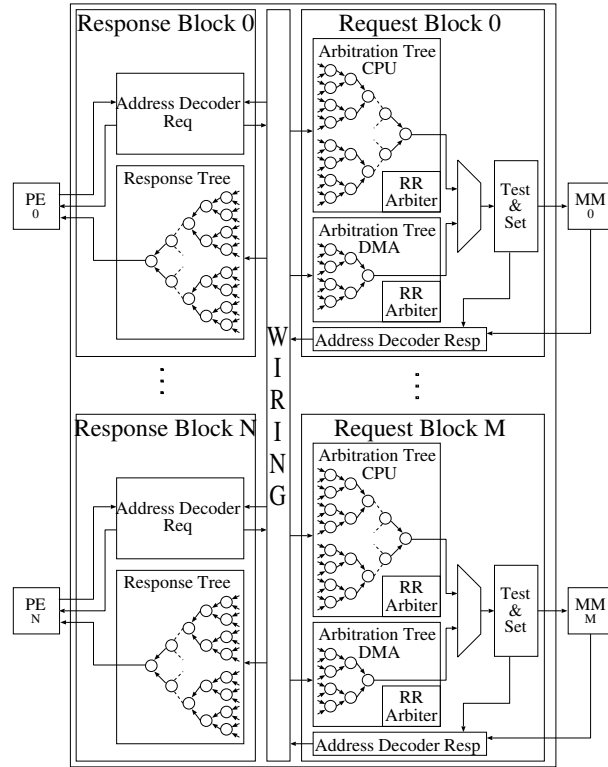 Response Block 0
Request Block 0
Address Decoder
Req
Arbitration Tree
CPU
Response Tree
PE
0
RR
Arbiter
Test
&
Set
MM
0
Arbitration Tree
DMA
RR
Arbiter
Address Decoder Resp
WIRING
Response Block N
Request Block M
Address Decoder
Req
Arbitration Tree
CPU
Response Tree
PE
N
RR
Arbiter
Test
&
Set
MM
M
Arbitration Tree
DMA
RR
Arbiter
Address Decoder Resp